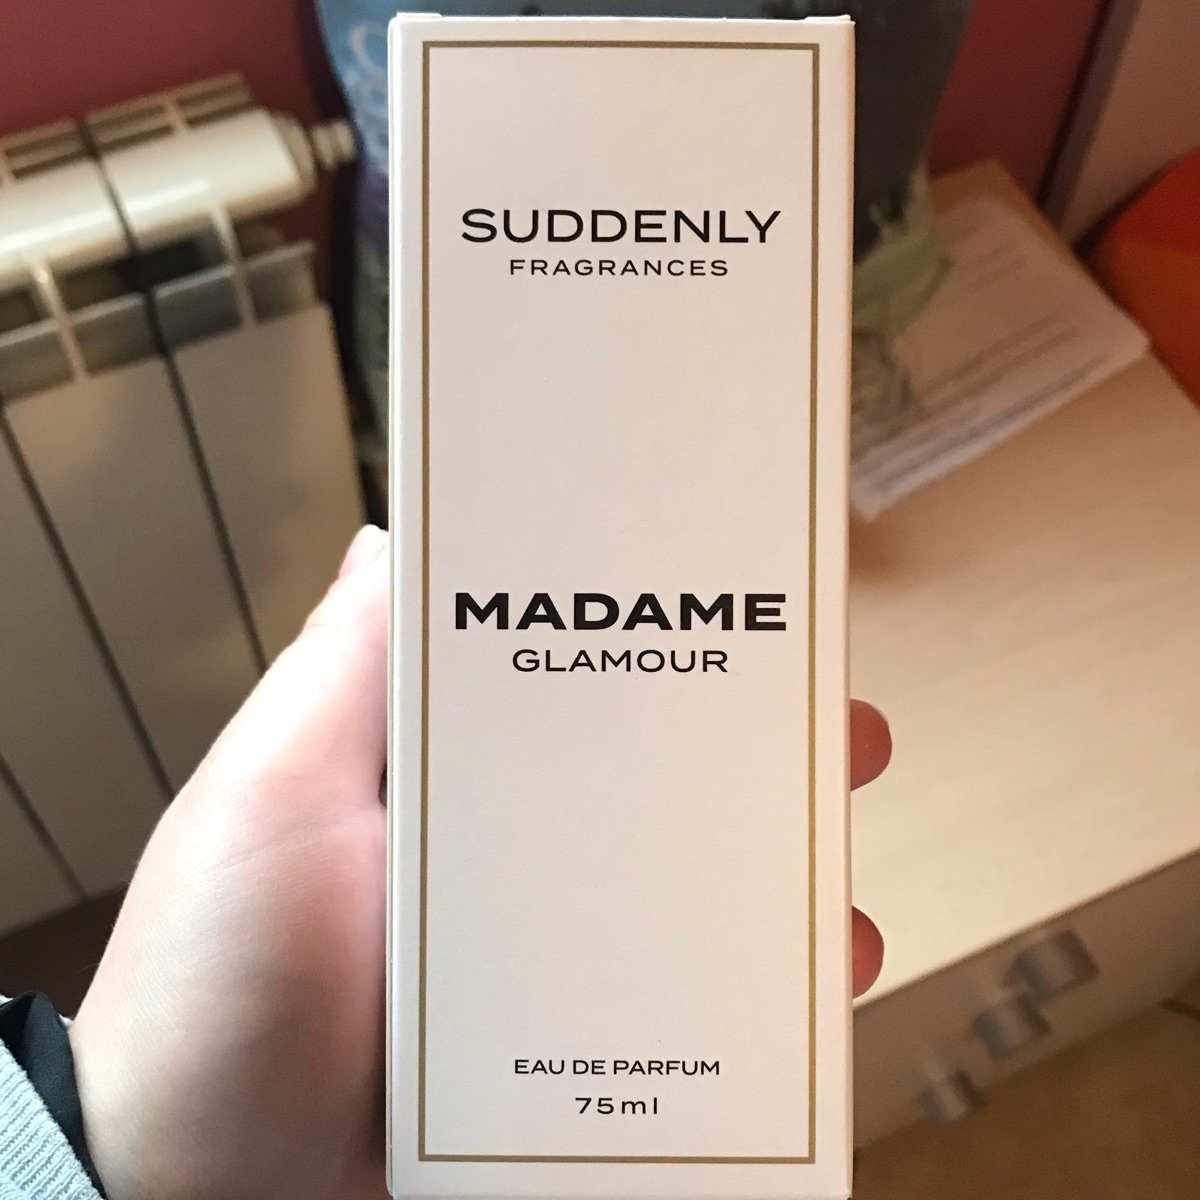 SUDDENLY
FRAGRANCES
MADAME
GLAMOUR
EAU DE PARFUM
75ml